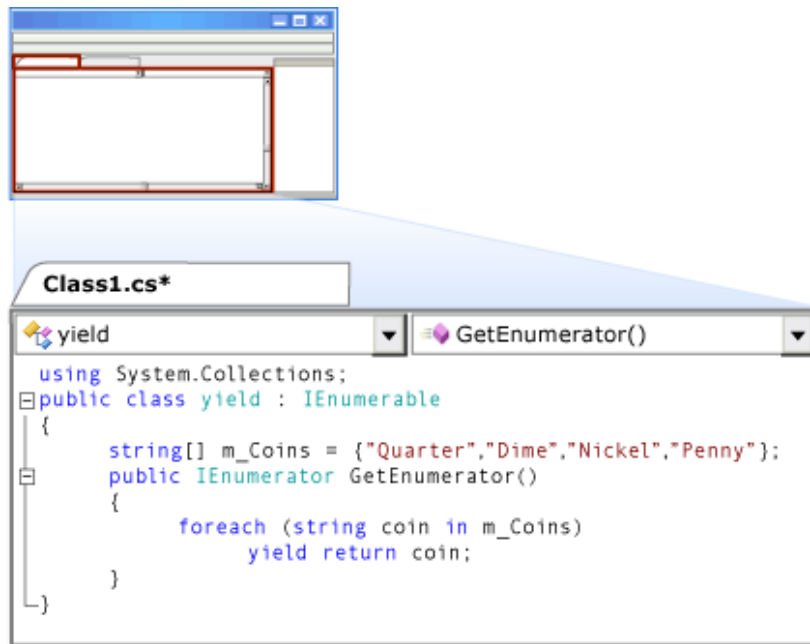 Class1.cs*
yield GetEnumerator()
using System.Collections;
public class yield : IEnumerable
{
string[] m_Coins = {"Quarter","Dime","Nickel","Penny"};
public IEnumerator GetEnumerator()
{
foreach (string coin in m_Coins)
yield return coin;
}
}